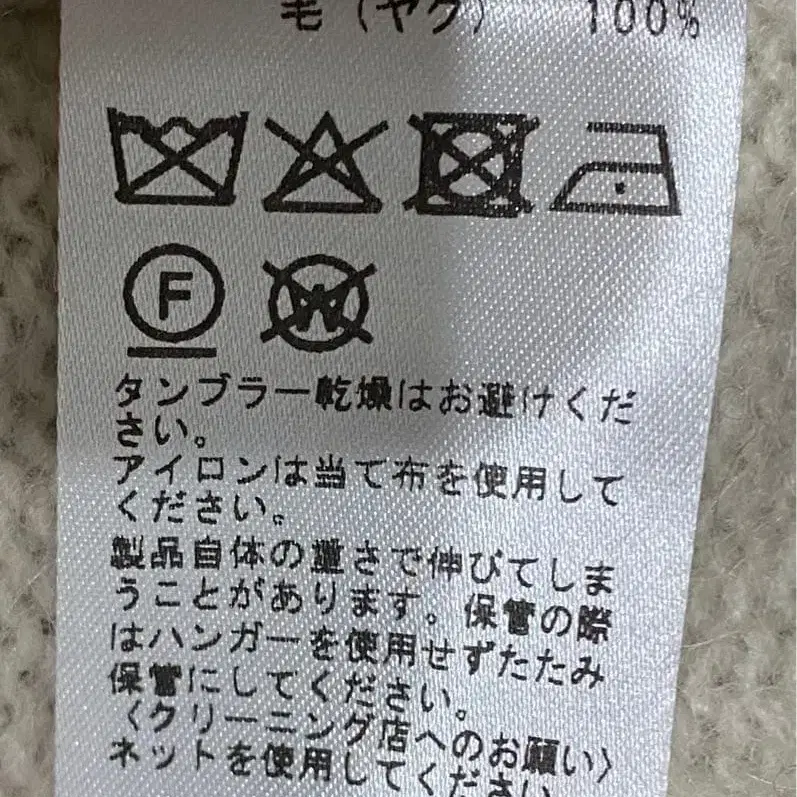 毛（ヤク） 100%
F
W
タンブラー乾燥はお避けくだ
さい。
アイロンは当て布を使用して
ください。
製品自体の重さで伸びてしま
うことがあります。保管の際
はハンガーを使用せずたたみ
保管にしてください。
〈クリーニング店へのお願い〉
ネットを使用してください